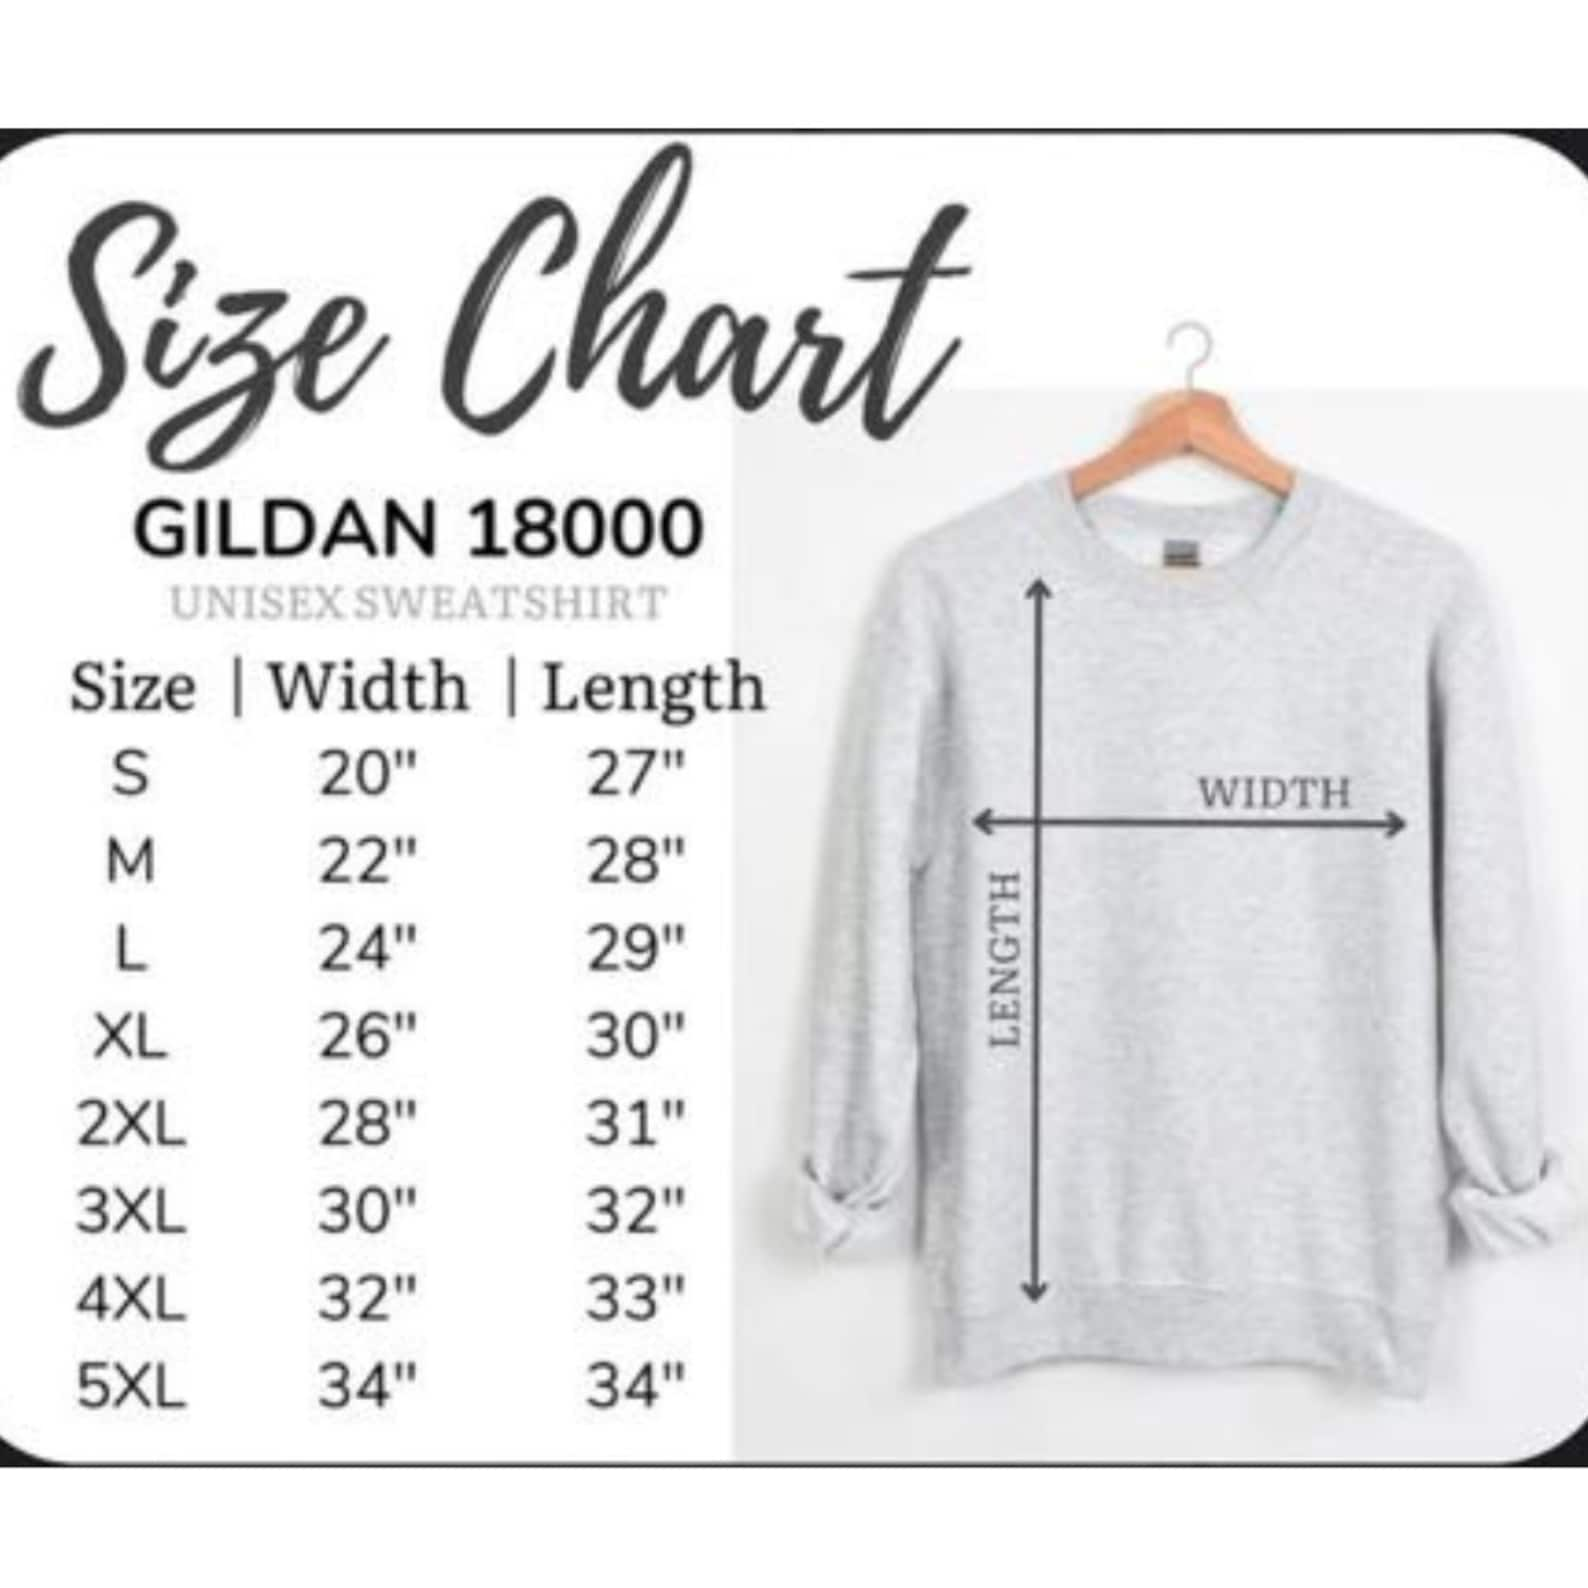 Size Chart
GILDAN 18000
UNISEX SWEATSHIRT
Size | Width | Length
S 20" 27"
M 22" 28"
L 24" 29"
XL 26" 30"
2XL 28" 31"
3XL 30" 32"
4XL 32" 33"
5XL 34" 34"
WIDTH
LENGTH